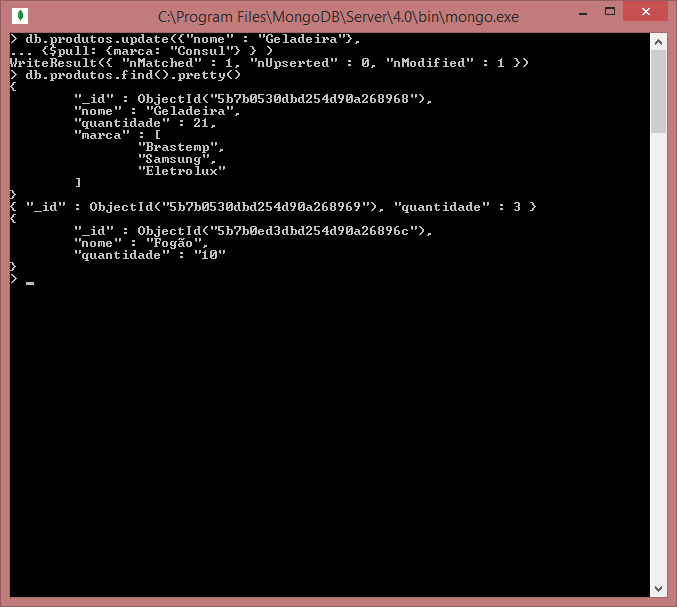 C:\Program Files\MongoDB\Server\4.0\bin\mongo.exe
> db.produtos.update({"nome" : "Geladeira"},
... {$pull: {marca: "Consul"} } )
WriteResult({ "nMatched" : 1, "nUpserted" : 0, "nModified" : 1 })
> db.produtos.find().pretty()
{
        "_id" : ObjectId("5b7b0530dbd254d90a268968"),
        "nome" : "Geladeira",
        "quantidade" : 21,
        "marca" : [
                "Brastemp",
                "Samsung",
                "Eletrolux"
        ]
}
{ "_id" : ObjectId("5b7b0530dbd254d90a268969"), "quantidade" : 3 }
{
        "_id" : ObjectId("5b7b0ed3dbd254d90a26896c"),
        "nome" : "Fogão",
        "quantidade" : "10"
}
> _